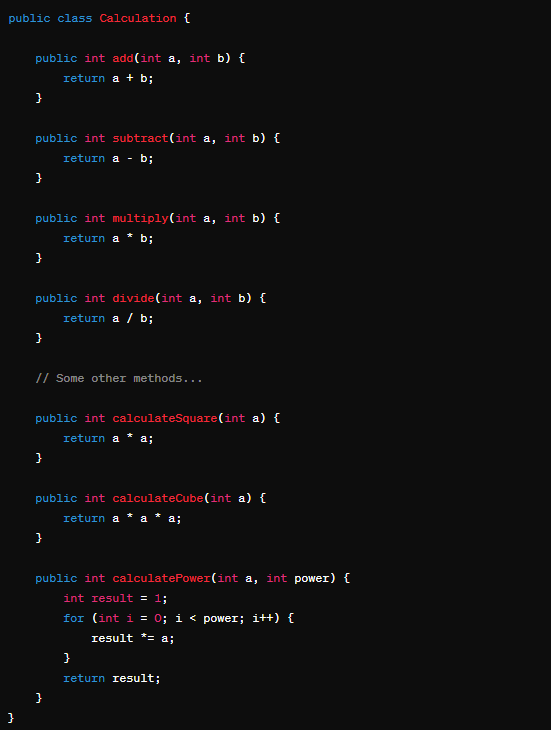 public class Calculation {
    public int add(int a, int b) {
        return a + b;
    }
    public int subtract(int a, int b) {
        return a - b;
    }
    public int multiply(int a, int b) {
        return a * b;
    }
    public int divide(int a, int b) {
        return a / b;
    }
    // Some other methods...
    public int calculateSquare(int a) {
        return a * a;
    }
    public int calculateCube(int a) {
        return a * a * a;
    }
    public int calculatePower(int a, int power) {
        int result = 1;
        for (int i = 0; i < power; i++) {
            result *= a;
        }
        return result;
    }
}